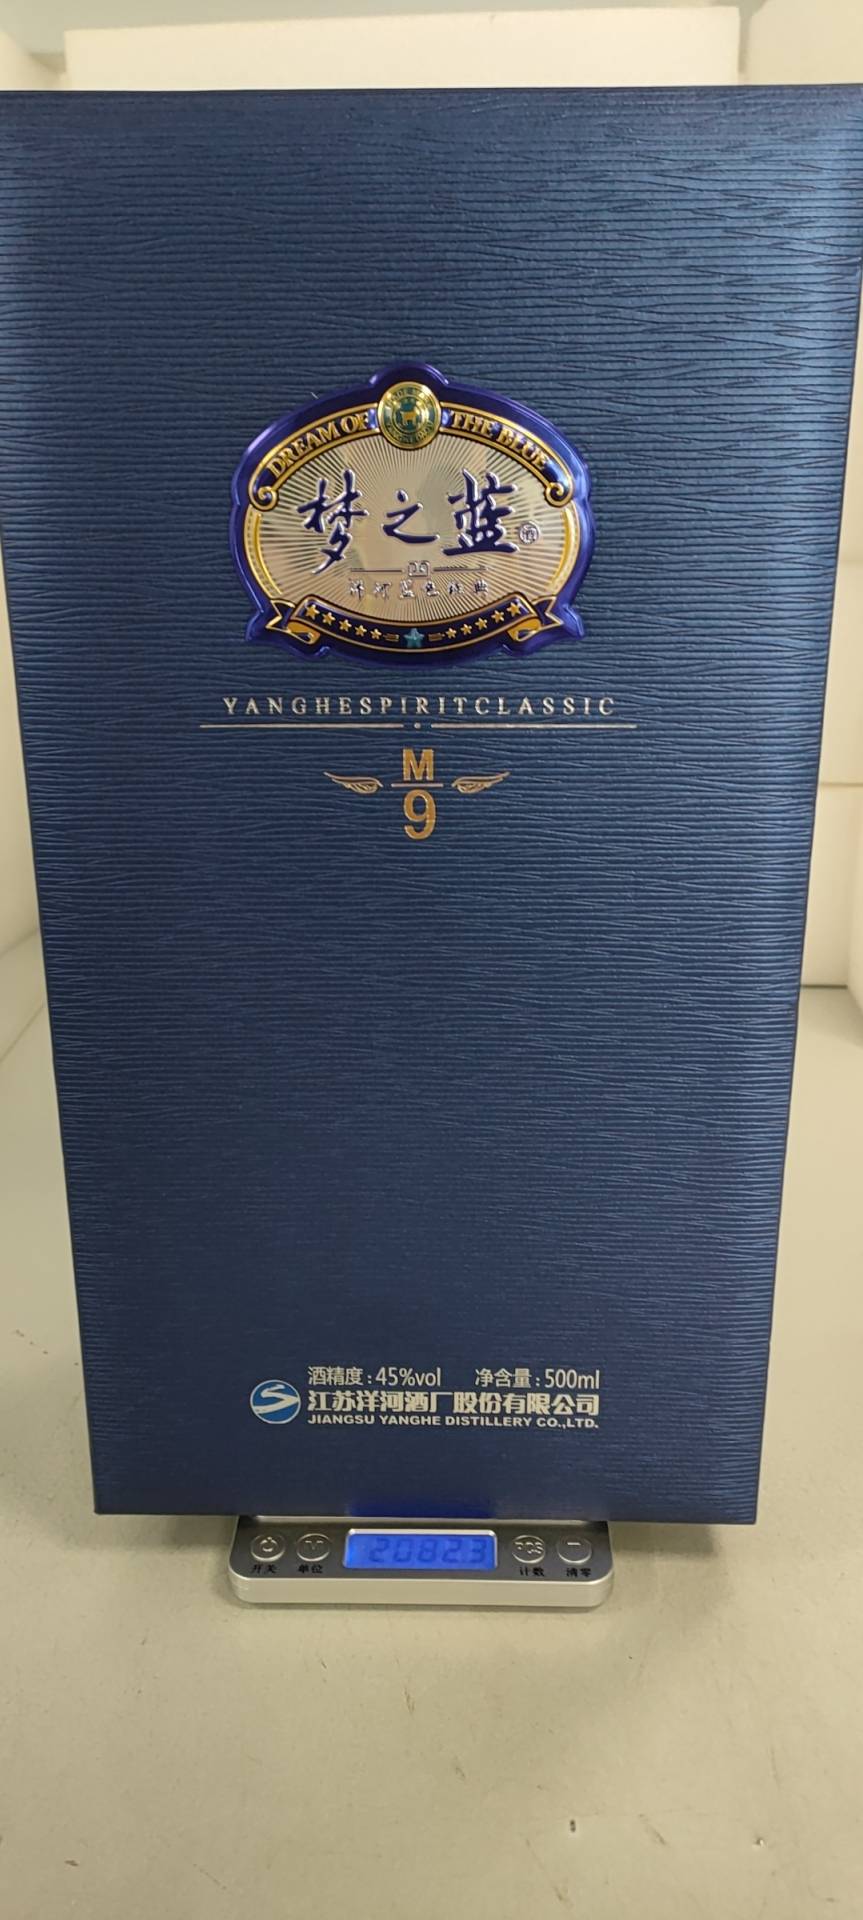 DREAM OF THE BLUE
梦之蓝
洋河蓝色经典
YANGHESPIRITCLASSIC
M
9
酒精度:45%vol 净含量:500ml
江苏洋河酒厂股份有限公司
JIANGSU YANGHE DISTILLERY CO.,LTD.
2082.3
PCS
开关 单位 计数 清零